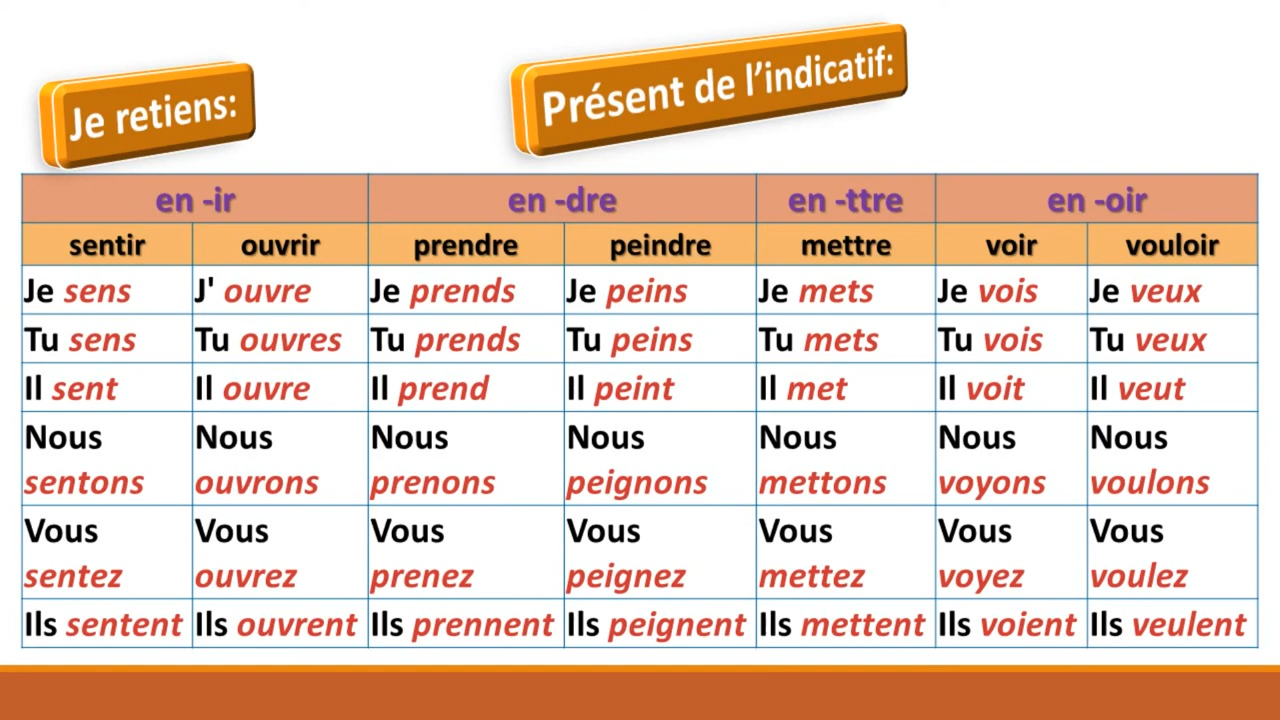 Je retiens:
Présent de l’indicatif:
en -ir en -dre en -ttre en -oir
sentir ouvrir prendre peindre mettre voir vouloir
Je sens J' ouvre Je prends Je peins Je mets Je vois Je veux
Tu sens Tu ouvres Tu prends Tu peins Tu mets Tu vois Tu veux
Il sent Il ouvre Il prend Il peint Il met Il voit Il veut
Nous Nous Nous Nous Nous Nous Nous
sentons ouvrons prenons peignons mettons voyons voulons
Vous Vous Vous Vous Vous Vous Vous
sentez ouvrez prenez peignez mettez voyez voulez
Ils sentent Ils ouvrent Ils prennent Ils peignent Ils mettent Ils voient Ils veulent